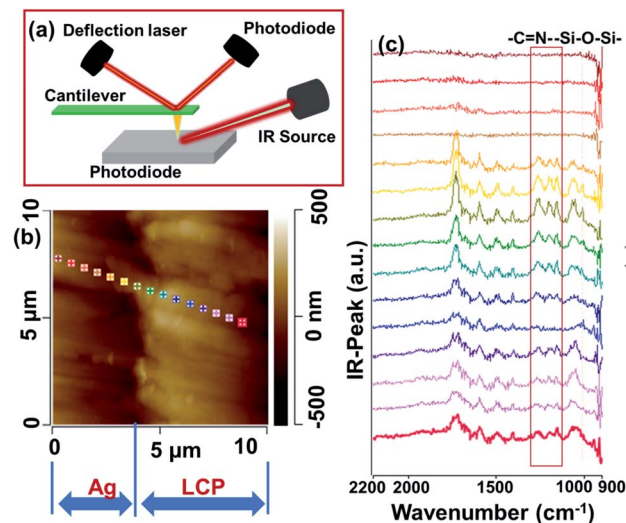 (a)
Deflection laser
Photodiode
Cantilever
IR Source
Photodiode
(b)
10
5 µm
0
0
5 µm
10
500
0 nm
-500
Ag
LCP
(c)
-C=N--Si-O-Si-
IR-Peak (a.u.)
2200 2000 1500 1000 900
Wavenumber (cm-1)